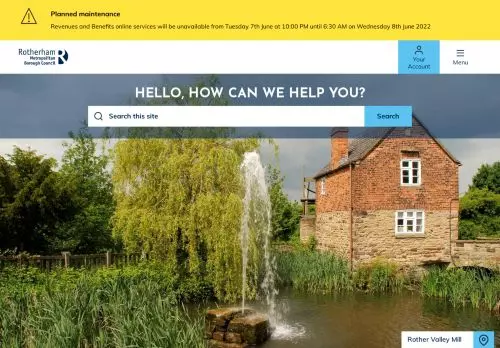 Planned maintenance
Revenues and Benefits online services will be unavailable from Tuesday 7th June at 10:00 PM until 6:30 AM on Wednesday 8th June 2022
Rotherham
Metropolitan
Borough Council
Your
Account
Menu
HELLO, HOW CAN WE HELP YOU?
Search this site
Search
Rother Valley Mill